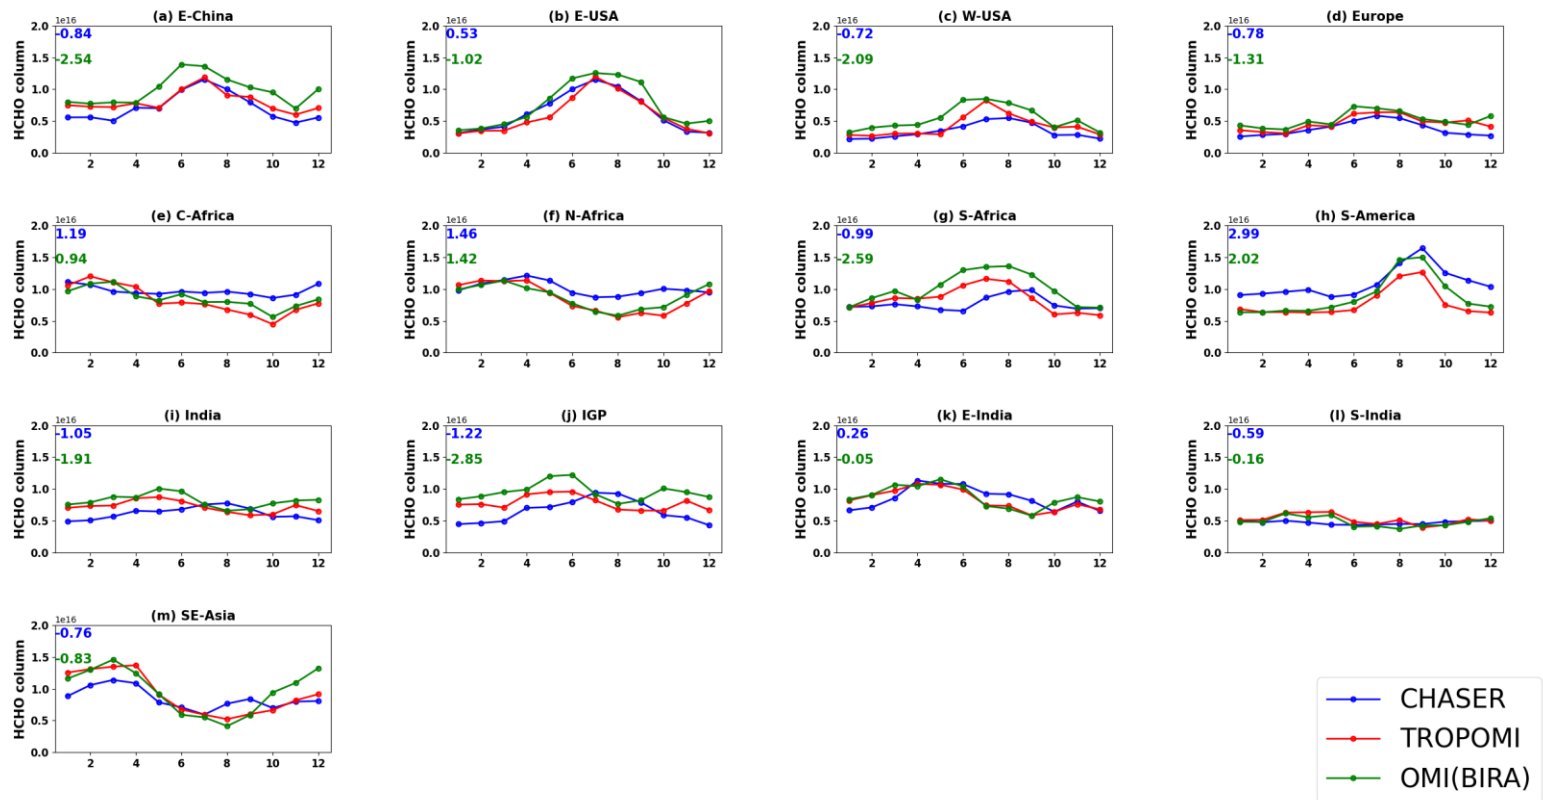 (a) E-China
1e16
-0.84
-2.54
HCHO column
2.0
1.5
1.0
0.5
0.0
2 4 6 8 10 12
(b) E-USA
1e16
0.53
-1.02
HCHO column
2.0
1.5
1.0
0.5
0.0
2 4 6 8 10 12
(c) W-USA
1e16
-0.72
-2.09
HCHO column
2.0
1.5
1.0
0.5
0.0
2 4 6 8 10 12
(d) Europe
1e16
-0.78
-1.31
HCHO column
2.0
1.5
1.0
0.5
0.0
2 4 6 8 10 12
(e) C-Africa
1e16
1.19
0.94
HCHO column
2.0
1.5
1.0
0.5
0.0
2 4 6 8 10 12
(f) N-Africa
1e16
1.46
1.42
HCHO column
2.0
1.5
1.0
0.5
0.0
2 4 6 8 10 12
(g) S-Africa
1e16
-0.99
-2.59
HCHO column
2.0
1.5
1.0
0.5
0.0
2 4 6 8 10 12
(h) S-America
1e16
2.99
2.02
HCHO column
2.0
1.5
1.0
0.5
0.0
2 4 6 8 10 12
(i) India
1e16
-1.05
-1.91
HCHO column
2.0
1.5
1.0
0.5
0.0
2 4 6 8 10 12
(j) IGP
1e16
-1.22
-2.85
HCHO column
2.0
1.5
1.0
0.5
0.0
2 4 6 8 10 12
(k) E-India
1e16
0.26
-0.05
HCHO column
2.0
1.5
1.0
0.5
0.0
2 4 6 8 10 12
(l) S-India
1e16
-0.59
-0.16
HCHO column
2.0
1.5
1.0
0.5
0.0
2 4 6 8 10 12
(m) SE-Asia
1e16
-0.76
-0.83
HCHO column
2.0
1.5
1.0
0.5
0.0
2 4 6 8 10 12
CHASER
TROPOMI
OMI(BIRA)